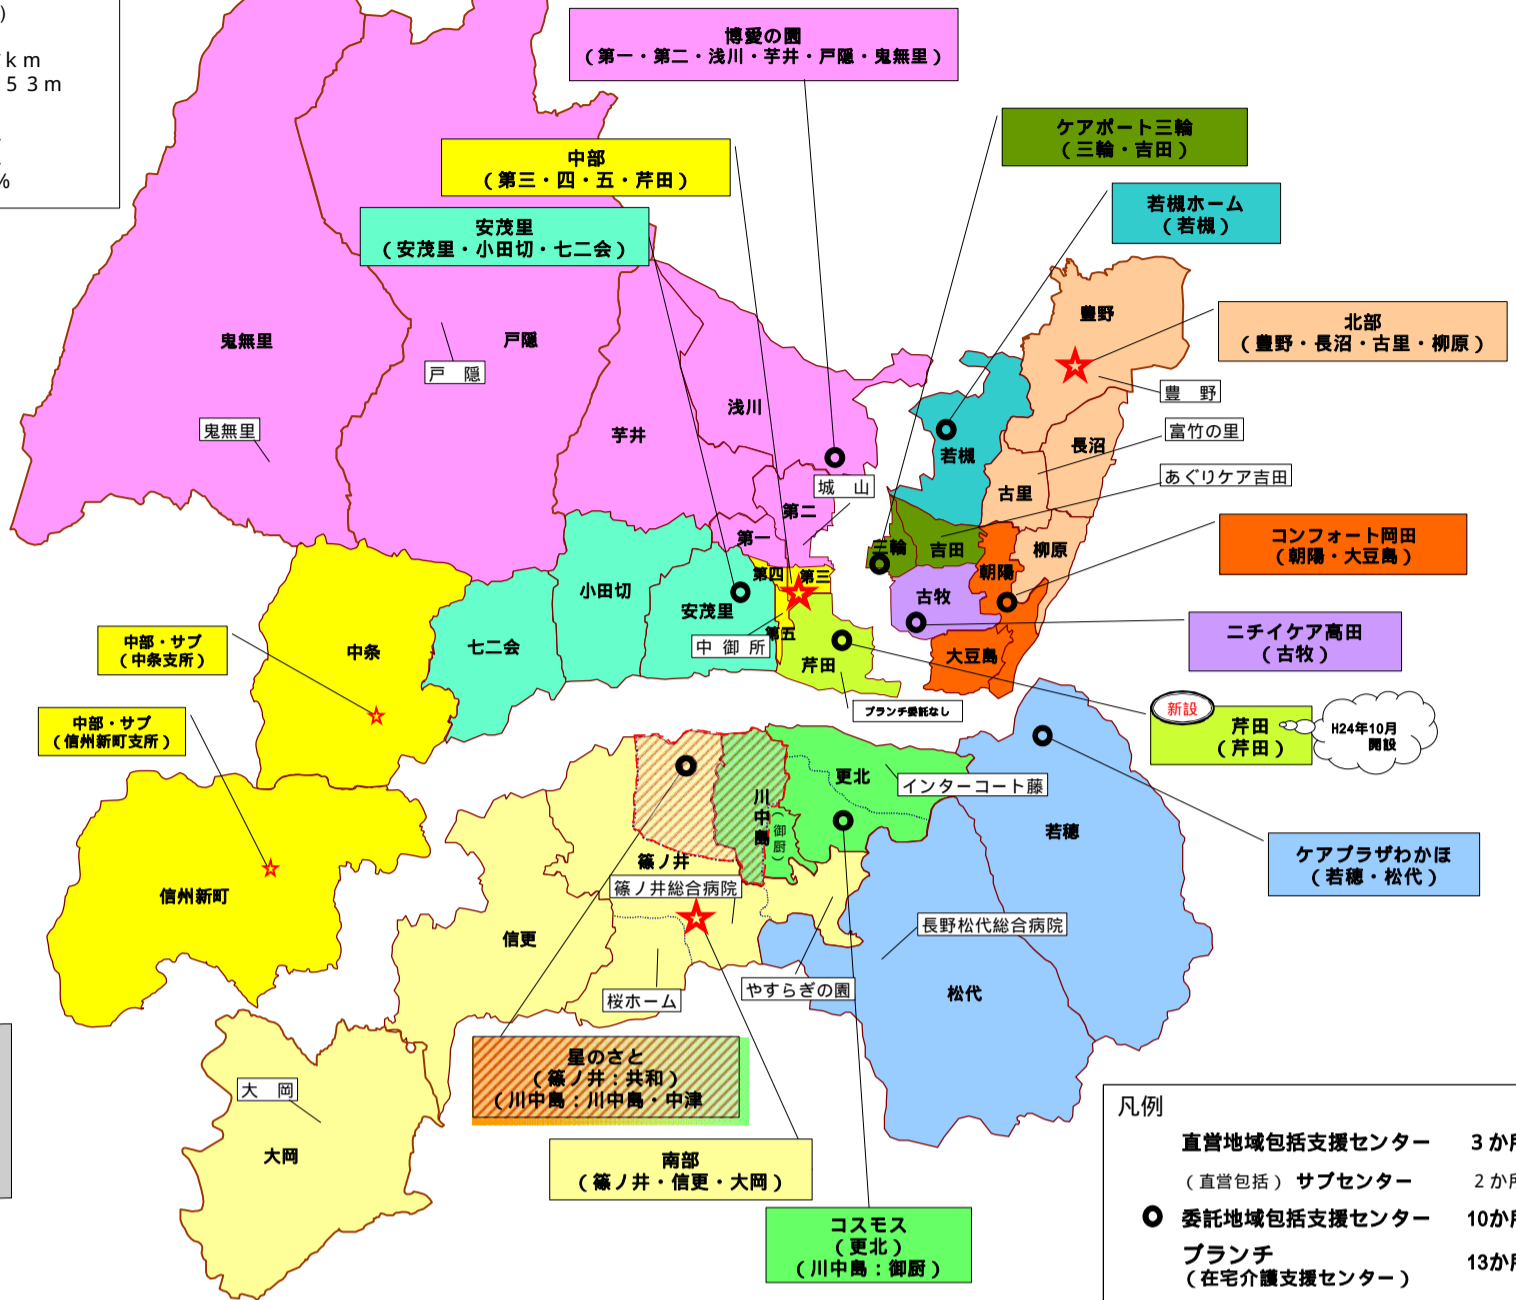 )
ｋｍ
５３ｍ
%
博愛の園
（第一・第二・浅川・芋井・戸隠・鬼無里）
中部
（第三・四・五・芹田）
安茂里
（安茂里・小田切・七二会）
ケアポート三輪
（三輪・吉田）
若槻ホーム
（若槻）
北部
（豊野・長沼・古里・柳原）
豊野
豊　野
富竹の里
あぐりケア吉田
コンフォート岡田
（朝陽・大豆島）
ニチイケア高田
（古牧）
新設
芹田
（芹田）
H24年10月
開設
ケアプラザわかほ
（若穂・松代）
鬼無里
鬼無里
戸隠
戸　隠
芋井
浅川
城　山
第二
第一
第四
第三
第五
若槻
長沼
古里
柳原
三輪
吉田
朝陽
古牧
大豆島
小田切
安茂里
七二会
中御所
芹田
ブランチ委託なし
中部・サブ
（中条支所）
中条
中部・サブ
（信州新町支所）
信州新町
更北
インターコート藤
川中島
（御厨）
篠ノ井
篠ノ井総合病院
若穂
長野松代総合病院
松代
信更
桜ホーム
やすらぎの園
大　岡
大岡
星のさと
（篠ノ井：共和）
（川中島：川中島・中津
南部
（篠ノ井・信更・大岡）
コスモス
（更北）
（川中島：御厨）
凡例
直営地域包括支援センター　３か所
（直営包括）サブセンター　２か所
委託地域包括支援センター　10か所
ブランチ　13か所
（在宅介護支援センター）